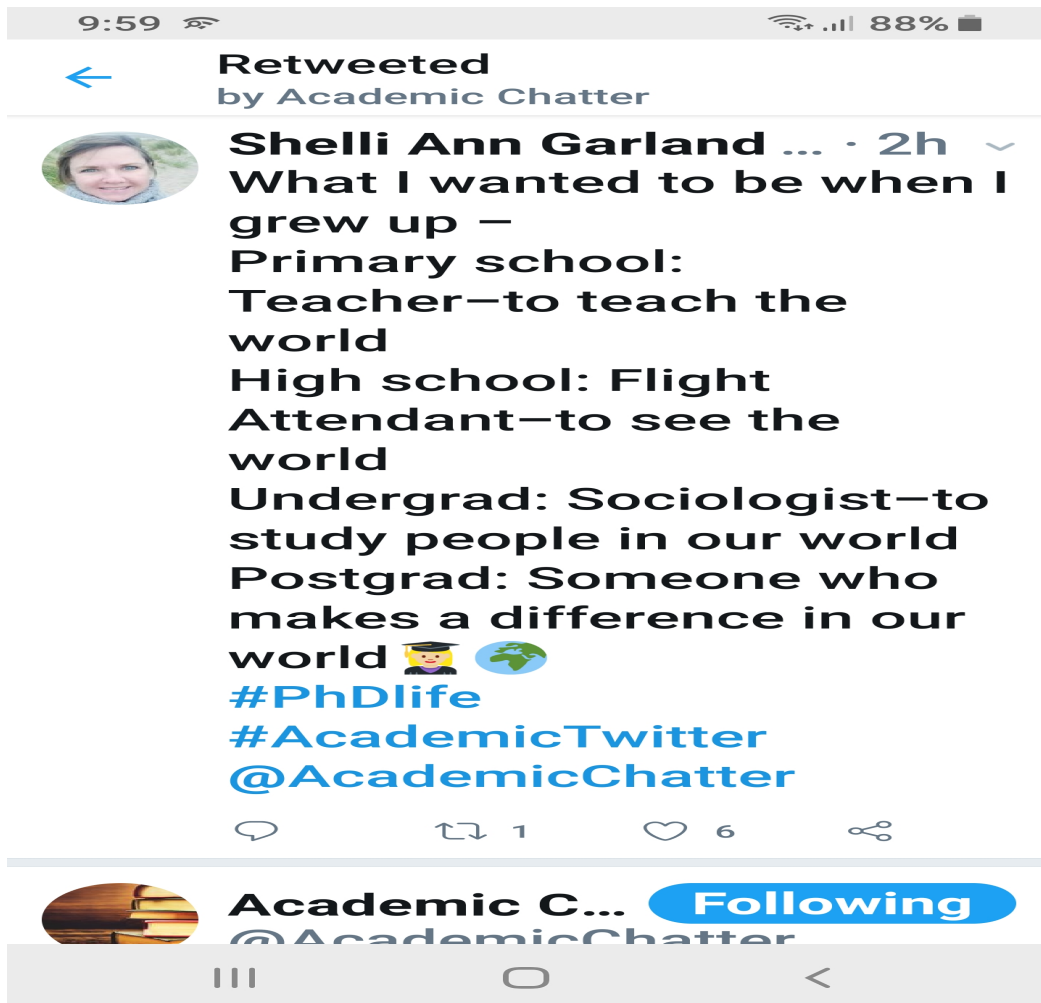 9:59 88%
Retweeted
by Academic Chatter
Shelli Ann Garland ... · 2h
What I wanted to be when I
grew up –
Primary school:
Teacher–to teach the
world
High school: Flight
Attendant–to see the
world
Undergrad: Sociologist–to
study people in our world
Postgrad: Someone who
makes a difference in our
world 👩🏼‍🎓 🌍
#PhDlife
#AcademicTwitter
@AcademicChatter
1 6
Academic C... Following
@AcademicChatter